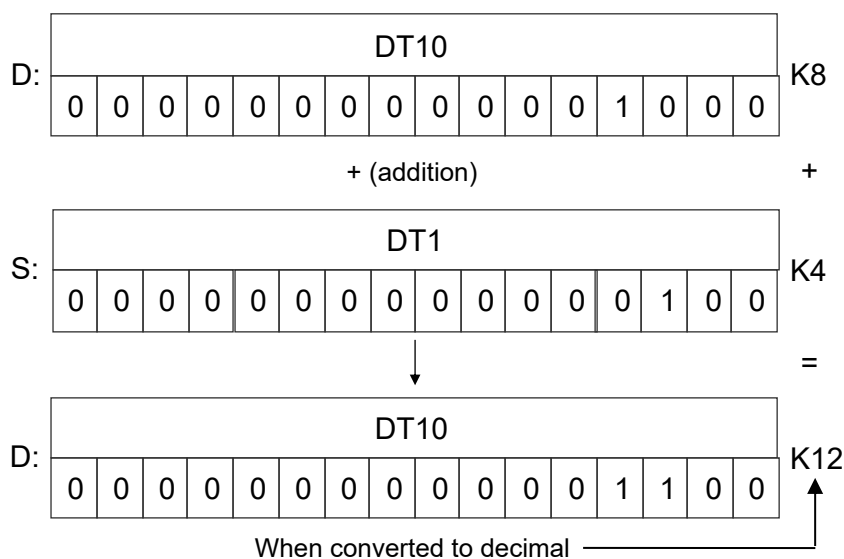 DT10
D: K8
0 0 0 0 0 0 0 0 0 0 0 0 1 0 0 0
+ (addition) +
DT1
S: K4
0 0 0 0 0 0 0 0 0 0 0 0 0 1 0 0
=
DT10
D: K12
0 0 0 0 0 0 0 0 0 0 0 0 1 1 0 0
When converted to decimal